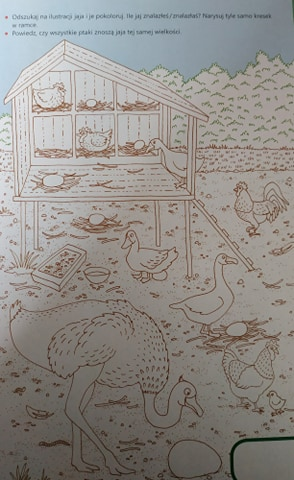 Odszukaj na ilustracji jaja i je pokoloruj. Ile jaj znalazłeś/znalazłaś? Narysuj tyle samo kresek
w ramce.
Powiedz, czy wszystkie ptaki znoszą jaja tej samej wielkości.